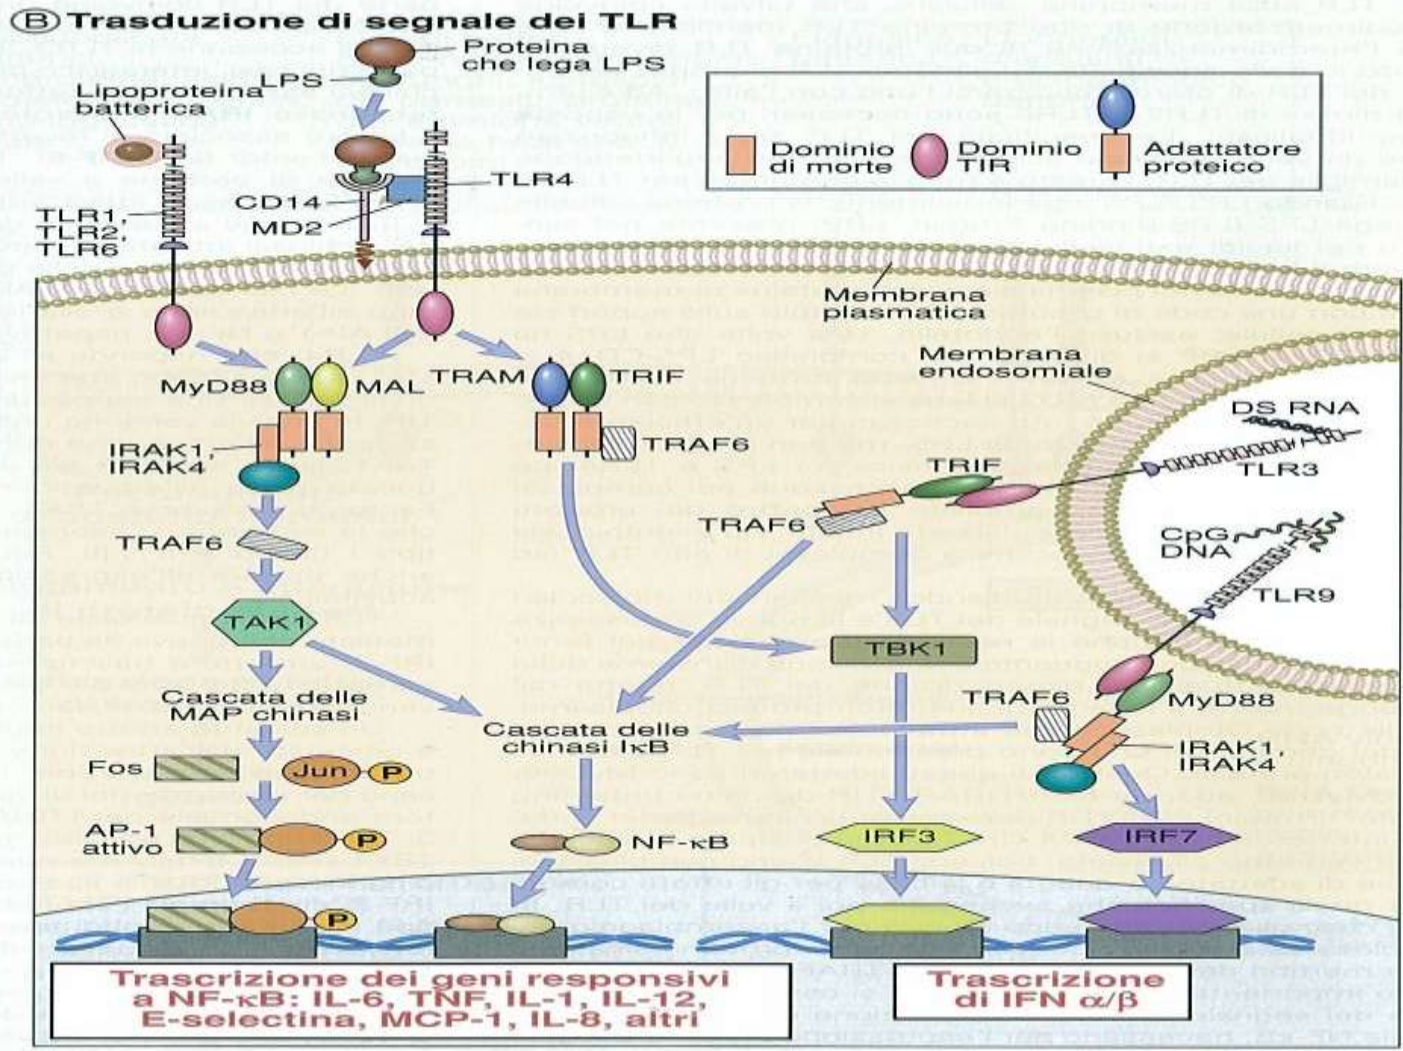 B Trasduzione di segnale dei TLR
Proteina
che lega LPS
LPS
Lipoproteina
batterica
TLR4
CD14
MD2
TLR1,
TLR2,
TLR6
Dominio
di morte
Dominio
TIR
Adattatore
proteico
Membrana
plasmatica
Membrana
endosomiale
MyD88
MAL
TRAM
TRIF
IRAK1,
IRAK4
TRAF6
DS RNA
TLR3
TRIF
TRAF6
TRAF6
CpG
DNA
TLR9
TAK1
TBK1
Cascata delle
MAP chinasi
Cascata delle
chinasi IκB
TRAF6
MyD88
IRAK1,
IRAK4
Fos
Jun
P
AP-1
attivo
P
NF-κB
IRF3
IRF7
P
Trascrizione dei geni responsivi
a NF-κB: IL-6, TNF, IL-1, IL-12,
E-selectina, MCP-1, IL-8, altri
Trascrizione
di IFN α/β